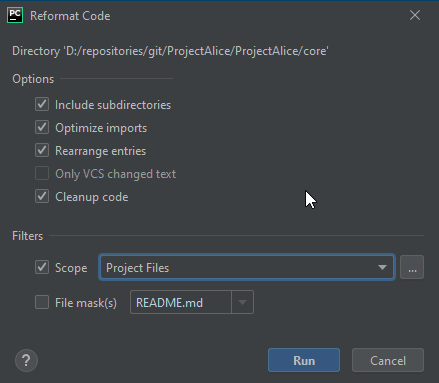 PC Reformat Code
Directory 'D:/repositories/git/ProjectAlice/ProjectAlice/core'
Options
Include subdirectories
Optimize imports
Rearrange entries
Only VCS changed text
Cleanup code
Filters
Scope Project Files ...
File mask(s) README.md
? Run Cancel